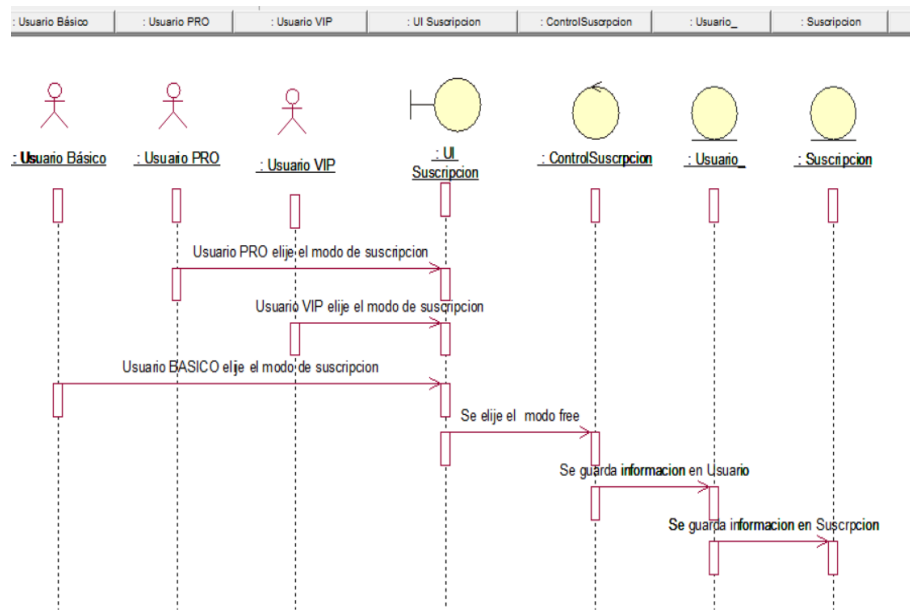 : Usuario Básico
: Usuario PRO
: Usuario VIP
: UI Suscripcion
: ControlSuscrpcion
: Usuario_
: Suscripcion
: Usuario Básico
: Usuario PRO
: Usuario VIP
: UI
Suscripcion
: ControlSuscrpcion
: Usuario_
: Suscripcion
Usuario PRO elije el modo de suscripcion
Usuario VIP elije el modo de suscripcion
Usuario BASICO elije el modo de suscripcion
Se elije el modo free
Se guarda informacion en Usuario
Se guarda informacion en Suscrpcion